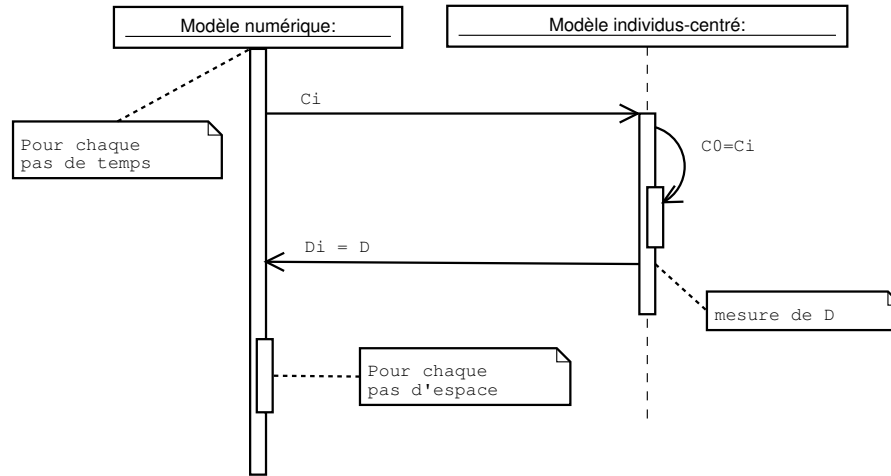 Modèle numérique:
Modèle individus-centré:
Ci
Pour chaque
pas de temps
C0=Ci
Di = D
mesure de D
Pour chaque
pas d'espace